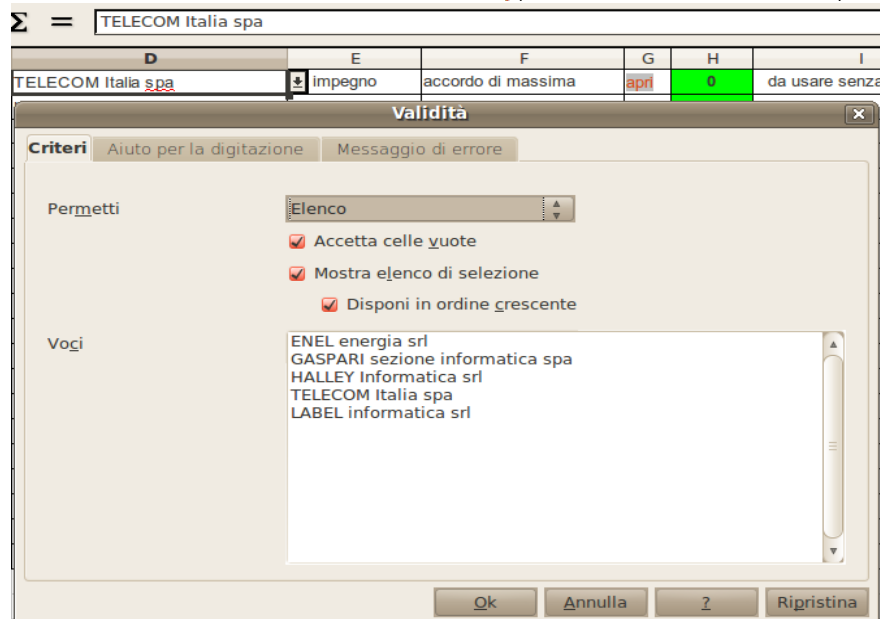 Σ = TELECOM Italia spa
D E F G H I
TELECOM Italia spa impegno accordo di massima apri 0 da usare senza
Validità
Criteri Aiuto per la digitazione Messaggio di errore
Permetti Elenco
Accetta celle vuote
Mostra elenco di selezione
Disponi in ordine crescente
Voci
ENEL energia srl
GASPARI sezione informatica spa
HALLEY Informatica srl
TELECOM Italia spa
LABEL informatica srl
Ok Annulla ? Ripristina